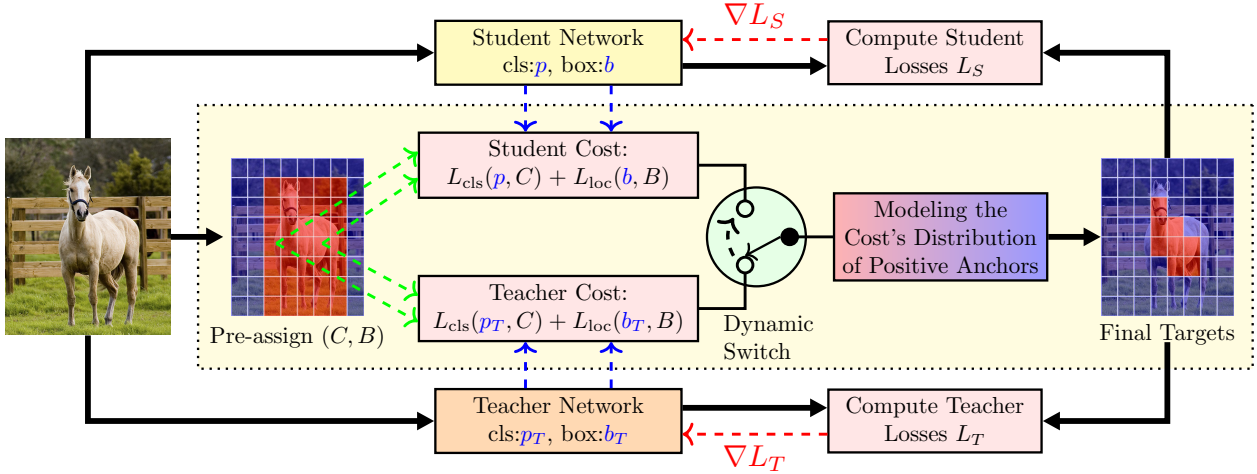 Student Network
cls:p, box:b
∇L_S
Compute Student
Losses L_S
Student Cost:
L_cls(p, C) + L_loc(b, B)
Modeling the
Cost's Distribution
of Positive Anchors
Teacher Cost:
L_cls(p_T, C) + L_loc(b_T, B)
Pre-assign (C, B)
Dynamic
Switch
Final Targets
Teacher Network
cls:p_T, box:b_T
∇L_T
Compute Teacher
Losses L_T